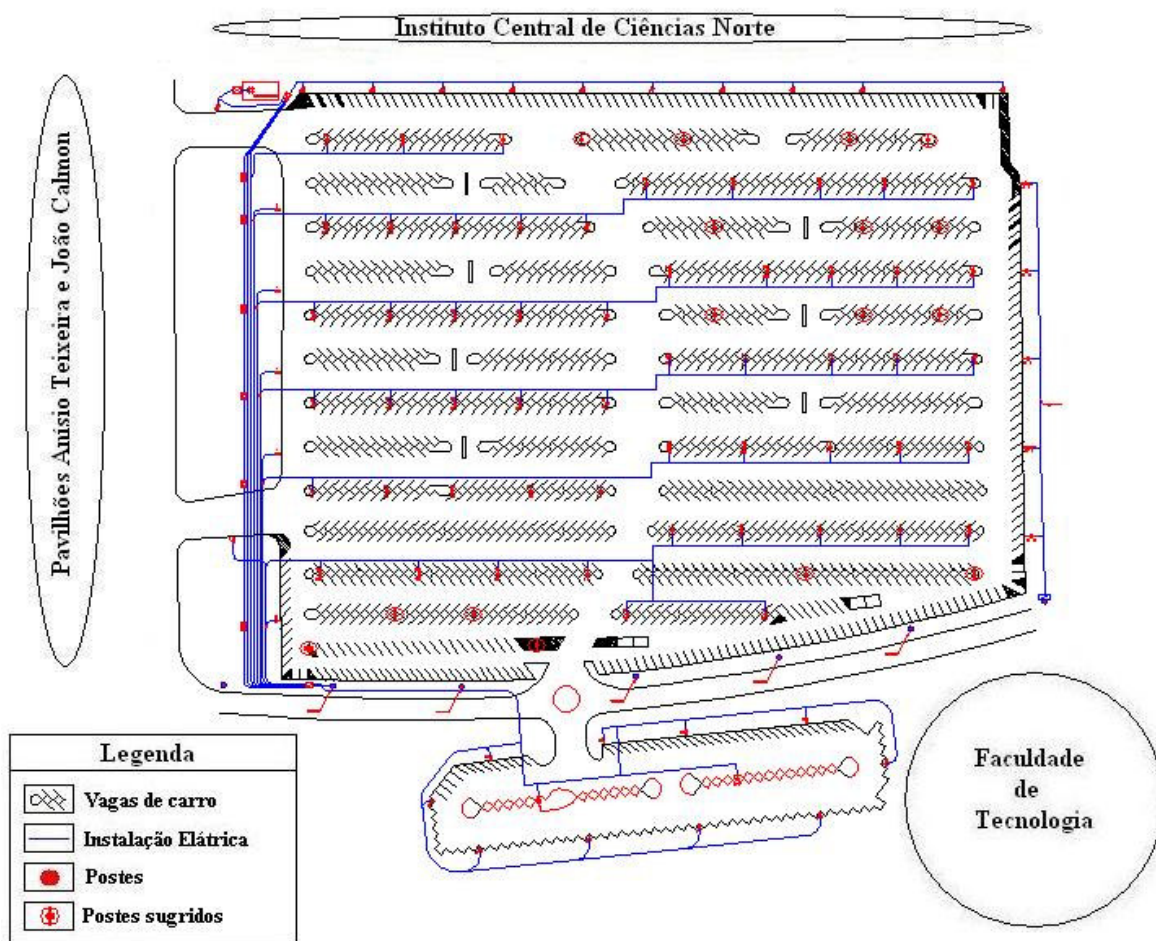 Instituto Central de Ciências Norte
Pavilhões Anísio Teixeira e João Calmon
Legenda
Vagas de carro
Instalação Elátrica
Postes
Postes sugridos
Faculdade
de
Tecnologia